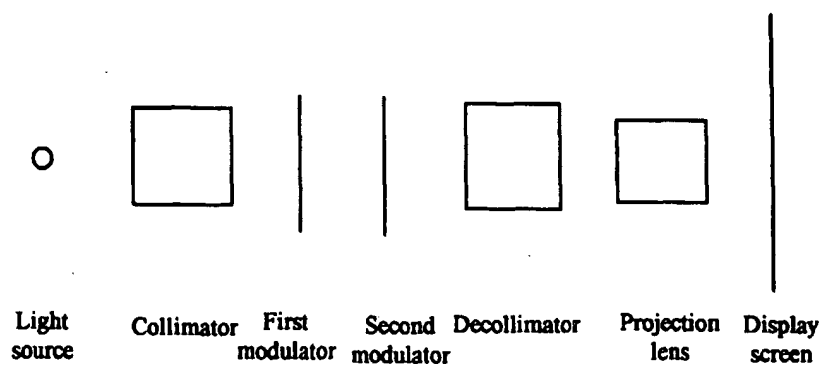 Light source
Collimator
First modulator
Second modulator
Decollimator
Projection lens
Display screen